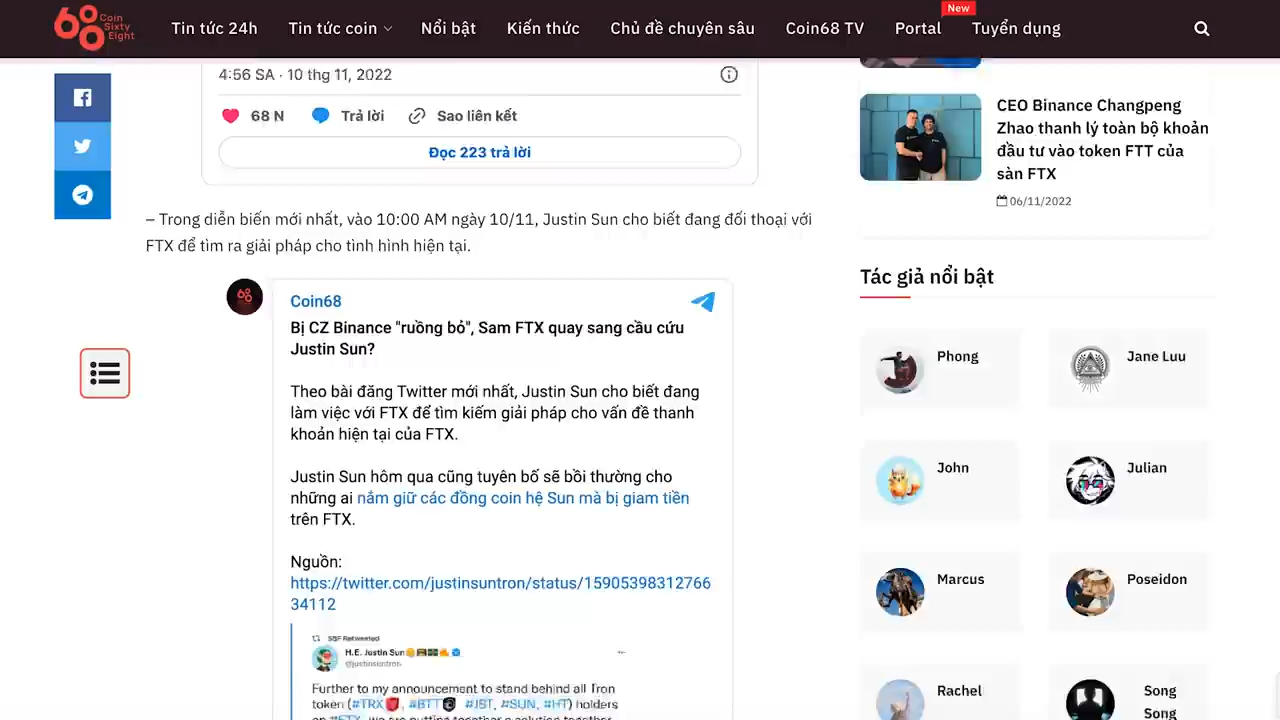 Coin
Sixty
Eight
Tin tức 24h
Tin tức coin
Nổi bật
Kiến thức
Chủ đề chuyên sâu
Coin68 TV
Portal
New
Tuyển dụng
4:56 SA · 10 thg 11, 2022
68 N
Trả lời
Sao liên kết
Đọc 223 trả lời
– Trong diễn biến mới nhất, vào 10:00 AM ngày 10/11, Justin Sun cho biết đang đối thoại với
FTX để tìm ra giải pháp cho tình hình hiện tại.
Coin68
Bị CZ Binance "ruồng bỏ", Sam FTX quay sang cầu cứu
Justin Sun?
Theo bài đăng Twitter mới nhất, Justin Sun cho biết đang
làm việc với FTX để tìm kiếm giải pháp cho vấn đề thanh
khoản hiện tại của FTX.
Justin Sun hôm qua cũng tuyên bố sẽ bồi thường cho
những ai nắm giữ các đồng coin hệ Sun mà bị giam tiền
trên FTX.
Nguồn:
https://twitter.com/justinsuntron/status/15905398312766
34112
SBF Retweeted
H.E. Justin Sun
@justinsuntron
Further to my announcement to stand behind all Tron
token (#TRX, #BTT, #JST, #SUN, #HT) holders
on #FTX, we are putting together a solution together
CEO Binance Changpeng
Zhao thanh lý toàn bộ khoản
đầu tư vào token FTT của
sàn FTX
06/11/2022
Tác giả nổi bật
Phong
Jane Luu
John
Julian
Marcus
Poseidon
Rachel
Song
Song